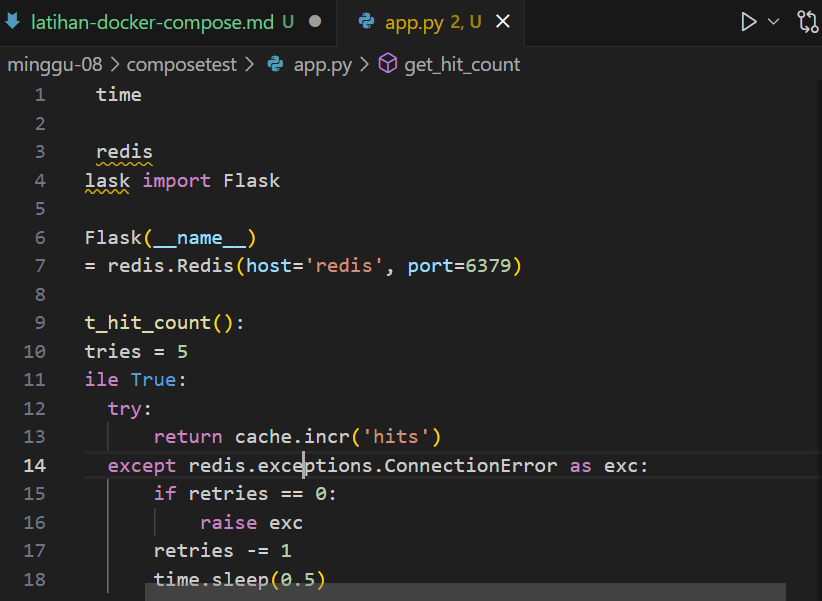 latihan-docker-compose.md U app.py 2, U
minggu-08 > composetest > app.py > get_hit_count
1 time
2
3 redis
4 lask import Flask
5
6 Flask(__name__)
7 = redis.Redis(host='redis', port=6379)
8
9 t_hit_count():
10 tries = 5
11 ile True:
12 try:
13 return cache.incr('hits')
14 except redis.exceptions.ConnectionError as exc:
15 if retries == 0:
16 raise exc
17 retries -= 1
18 time.sleep(0.5)